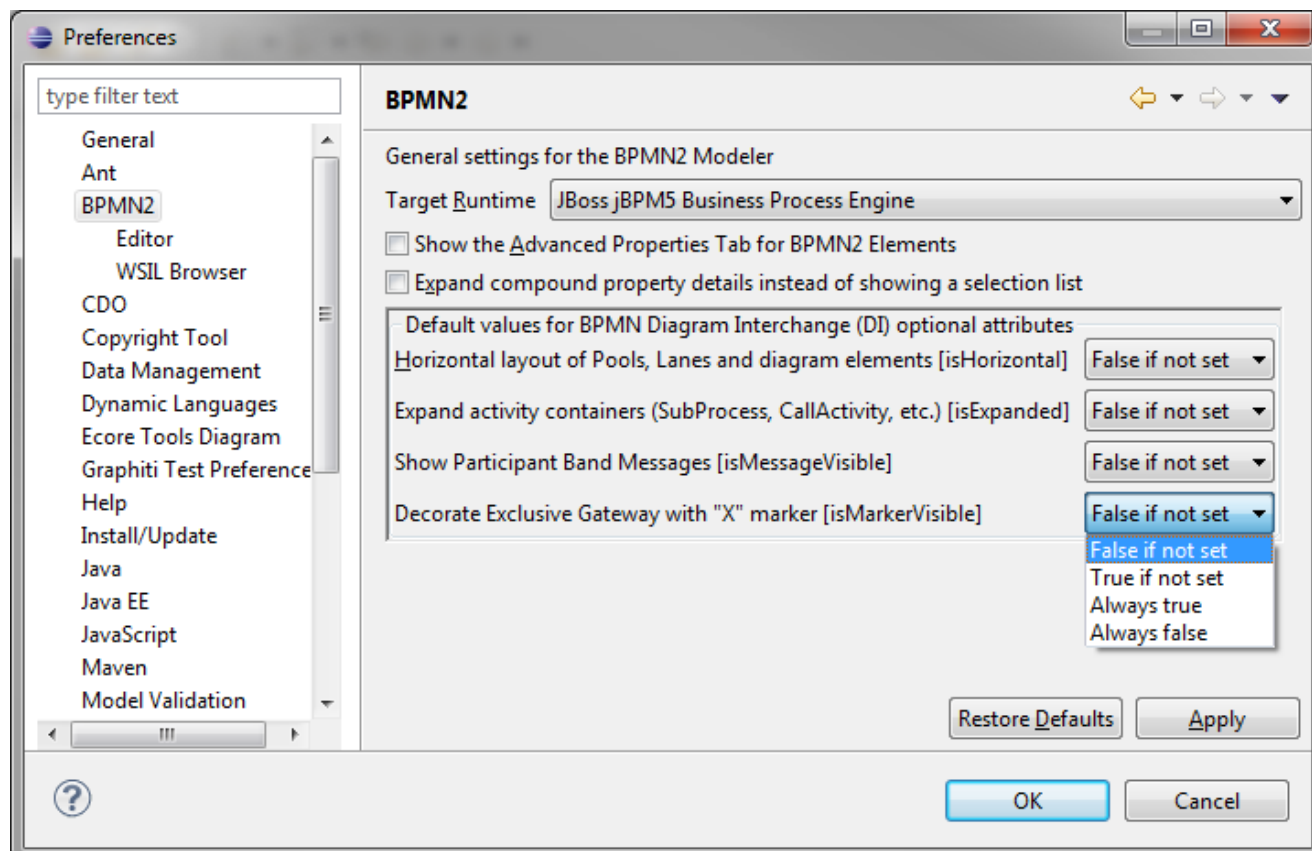 Preferences
type filter text
General
Ant
BPMN2
Editor
WSIL Browser
CDO
Copyright Tool
Data Management
Dynamic Languages
Ecore Tools Diagram
Graphiti Test Preference
Help
Install/Update
Java
Java EE
JavaScript
Maven
Model Validation
BPMN2
General settings for the BPMN2 Modeler
Target Runtime JBoss jBPM5 Business Process Engine
Show the Advanced Properties Tab for BPMN2 Elements
Expand compound property details instead of showing a selection list
Default values for BPMN Diagram Interchange (DI) optional attributes
Horizontal layout of Pools, Lanes and diagram elements [isHorizontal] False if not set
Expand activity containers (SubProcess, CallActivity, etc.) [isExpanded] False if not set
Show Participant Band Messages [isMessageVisible] False if not set
Decorate Exclusive Gateway with "X" marker [isMarkerVisible] False if not set
False if not set
True if not set
Always true
Always false
Restore Defaults Apply
OK Cancel